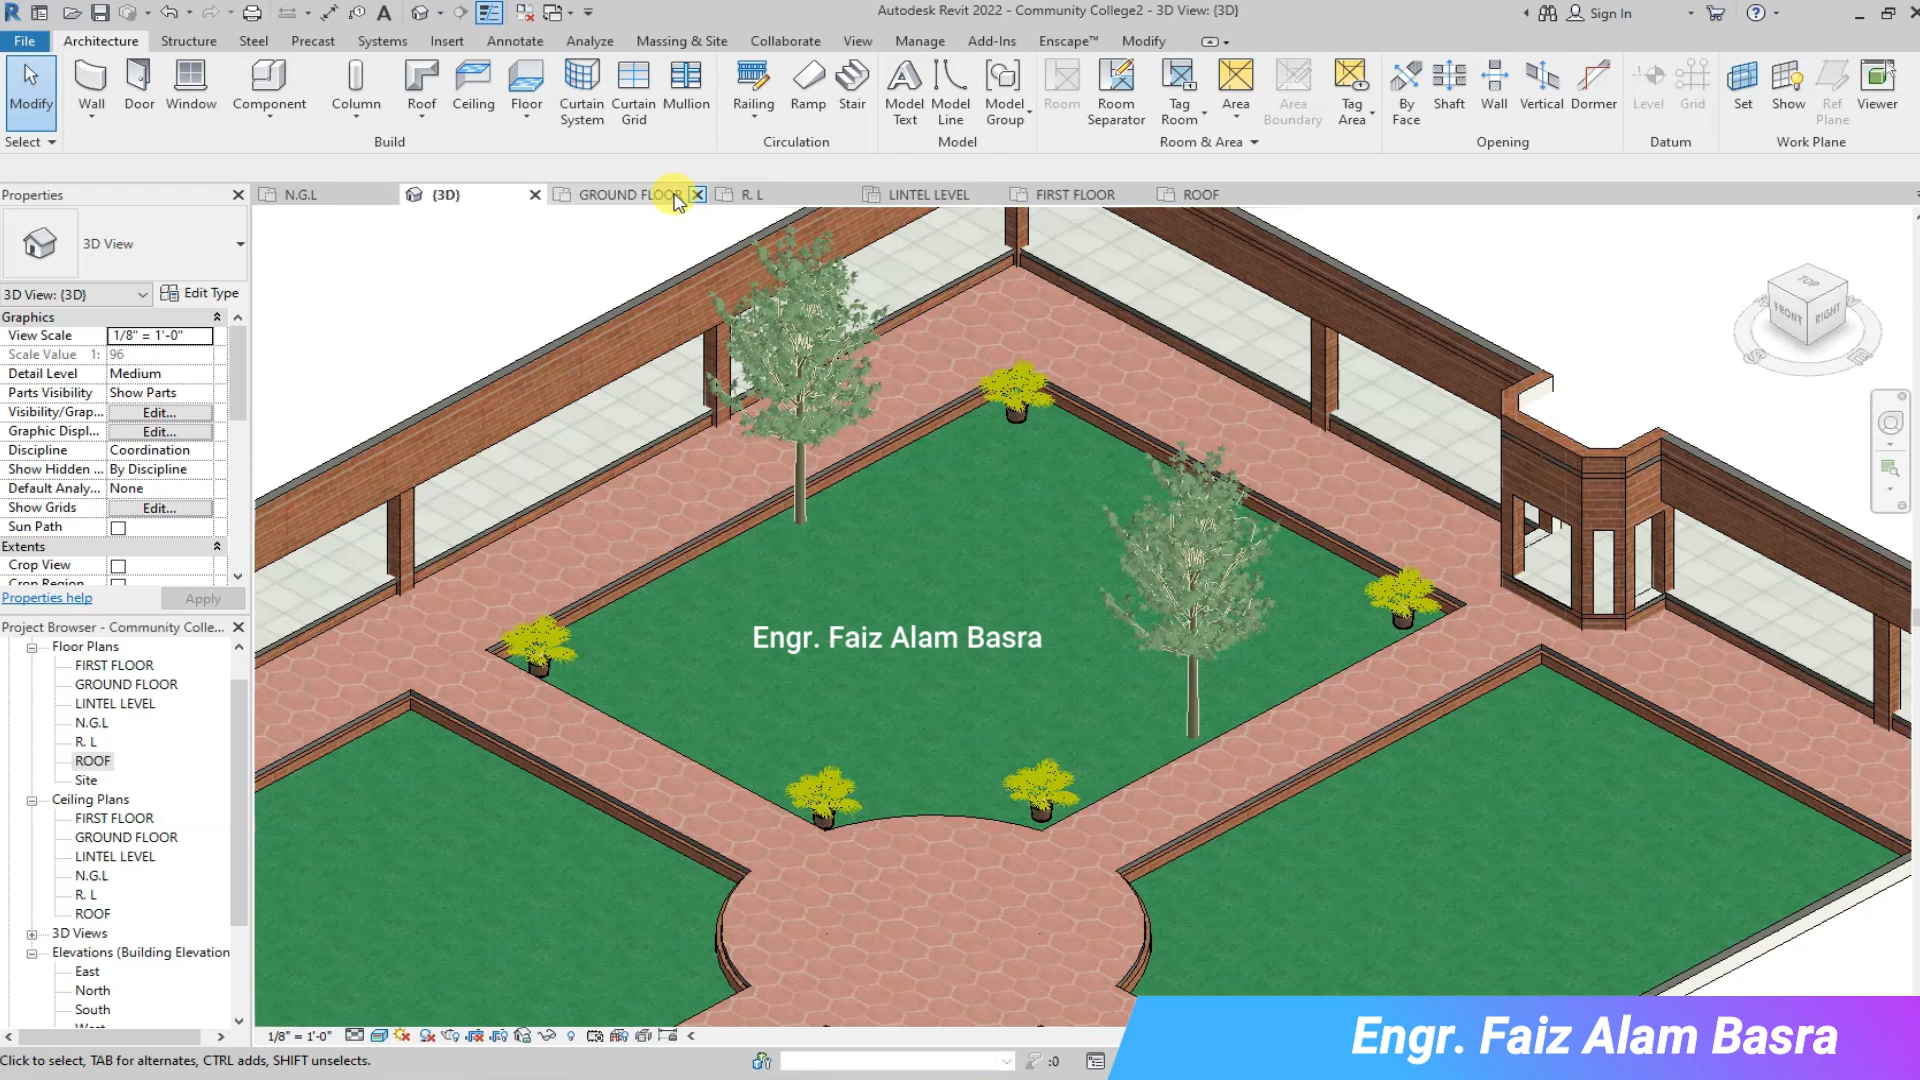 Autodesk Revit 2022 - Community College2 - 3D View: {3D}
Sign In
File Architecture Structure Steel Precast Systems Insert Annotate Analyze Massing & Site Collaborate View Manage Add-Ins Enscape™ Modify
Modify Wall Door Window Component Column Roof Ceiling Floor Curtain System Curtain Grid Mullion Railing Ramp Stair Model Text Model Line Model Group Room Room Separator Tag Room Area Area Boundary Tag Area By Face Shaft Wall Vertical Dormer Level Grid Set Show Ref Plane Viewer
Select Build Circulation Model Room & Area Opening Datum Work Plane
Properties
N.G.L {3D} GROUND FLOOR R. L LINTEL LEVEL FIRST FLOOR ROOF
3D View
3D View: {3D} Edit Type
Graphics
View Scale 1/8" = 1'-0"
Scale Value 1: 96
Detail Level Medium
Parts Visibility Show Parts
Visibility/Grap... Edit...
Graphic Displ... Edit...
Discipline Coordination
Show Hidden ... By Discipline
Default Analy... None
Show Grids Edit...
Sun Path
Extents
Crop View
Crop Region
Properties help Apply
Project Browser - Community Colle...
Floor Plans
FIRST FLOOR
GROUND FLOOR
LINTEL LEVEL
N.G.L
R. L
ROOF
Site
Ceiling Plans
FIRST FLOOR
GROUND FLOOR
LINTEL LEVEL
N.G.L
R. L
ROOF
3D Views
Elevations (Building Elevation
East
North
South
West
TOP
FRONT RIGHT
S E
Engr. Faiz Alam Basra
1/8" = 1'-0"
Click to select, TAB for alternates, CTRL adds, SHIFT unselects.
:0
Engr. Faiz Alam Basra